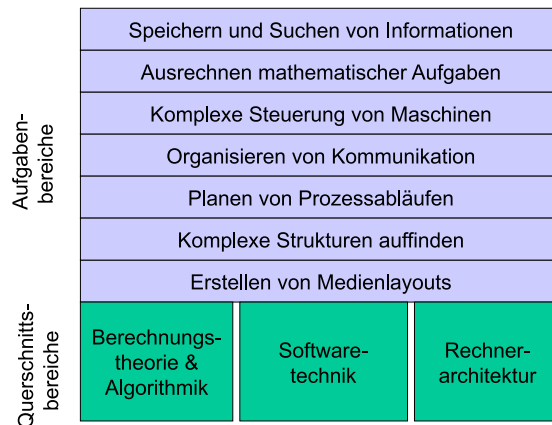 Aufgaben-
bereiche
Speichern und Suchen von Informationen
Ausrechnen mathematischer Aufgaben
Komplexe Steuerung von Maschinen
Organisieren von Kommunikation
Planen von Prozessabläufen
Komplexe Strukturen auffinden
Erstellen von Medienlayouts
Querschnitts-
bereiche
Berechnungs-
theorie &
Algorithmik
Software-
technik
Rechner-
architektur